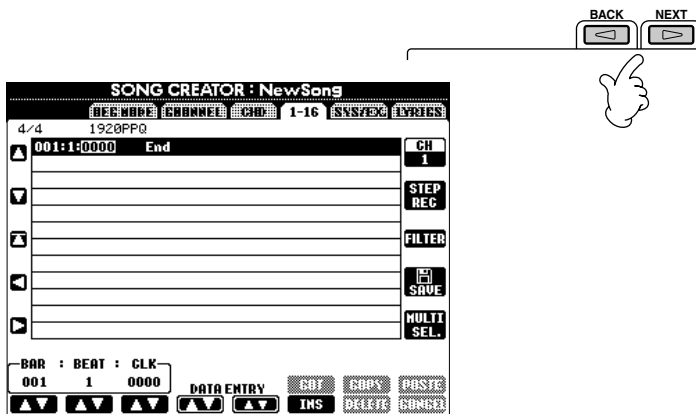 BACK NEXT
SONG CREATOR : NewSong
REC MODE CHANNEL CHD 1-16 SYS/EX. LYRICS
4/4 1920PPQ
001:1:0000 End
CH
1
STEP
REC
FILTER
SAVE
MULTI
SEL.
BAR : BEAT : CLK
001 1 0000
DATA ENTRY
CUT COPY PASTE
INS DELETE CANCEL